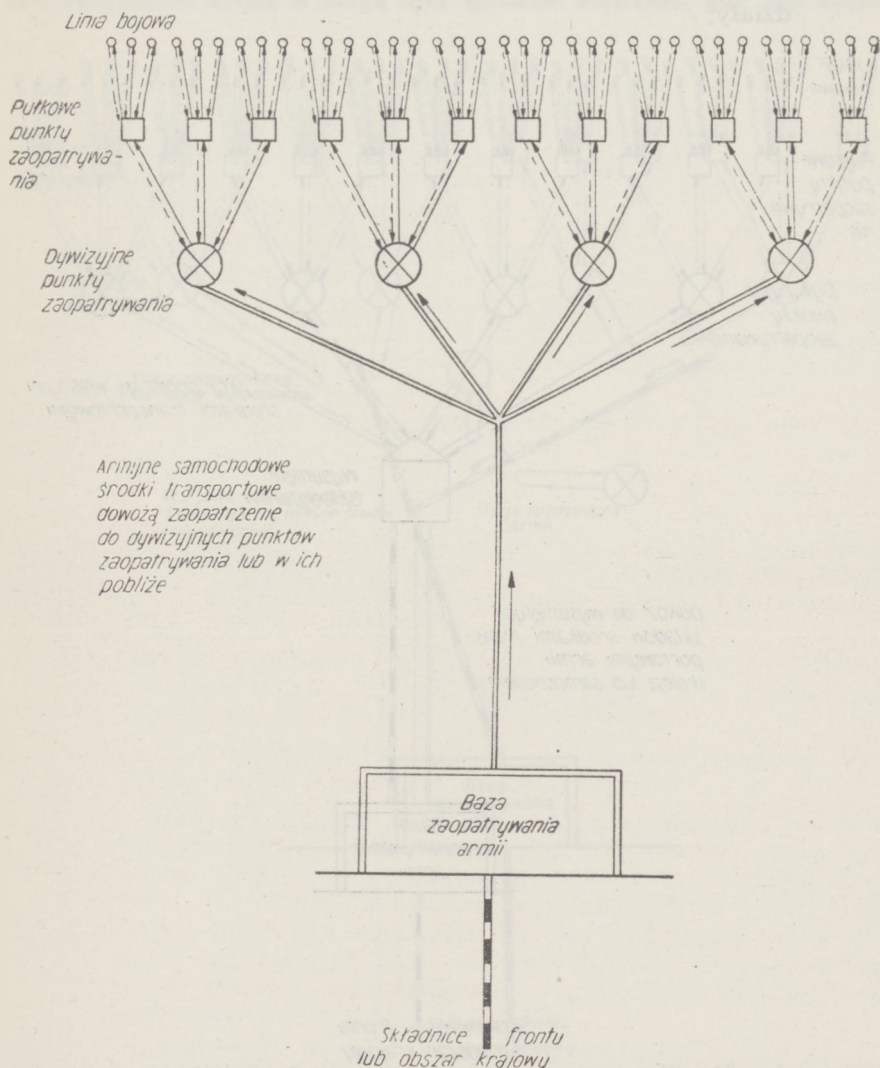 Linia bojowa
Pułkowe
punkty
zaopatrywa-
nia
Dywizyjne
punkty
zaopatrywania
Armijne samochodowe
środki transportowe
dowożą zaopatrzenie
do dywizyjnych punktów
zaopatrywania lub w ich
pobliże
Baza
zaopatrywania
armii
Składnice frontu
lub obszar krajowy